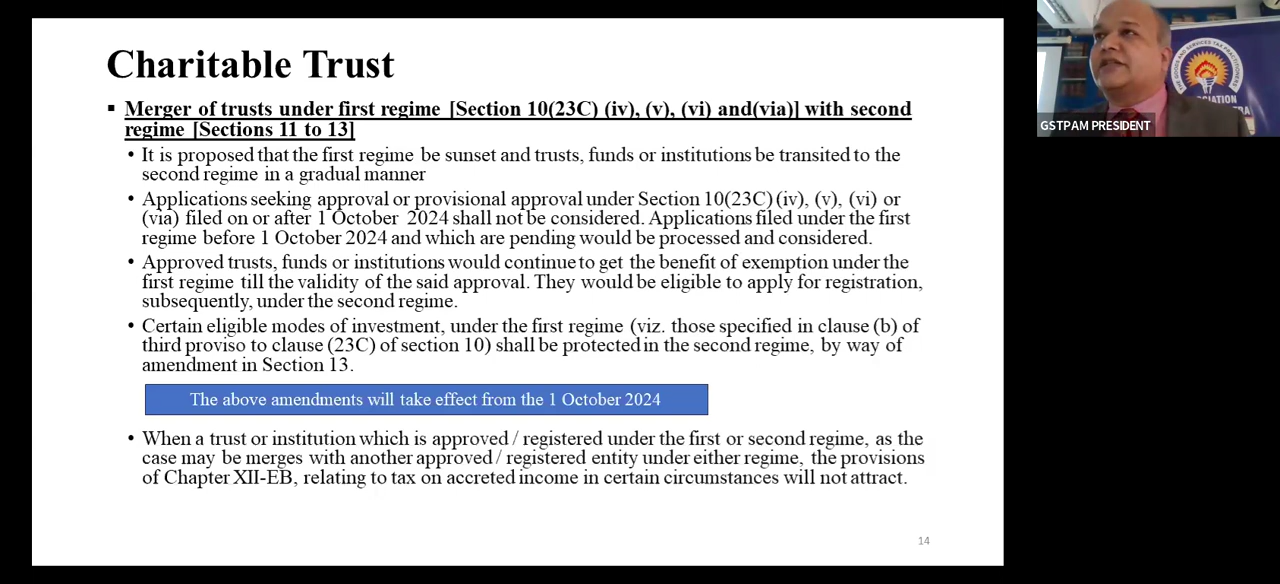 Charitable Trust
▪ Merger of trusts under first regime [Section 10(23C) (iv), (v), (vi) and(via)] with second
regime [Sections 11 to 13]
• It is proposed that the first regime be sunset and trusts, funds or institutions be transited to the
second regime in a gradual manner
• Applications seeking approval or provisional approval under Section 10(23C) (iv), (v), (vi) or
(via) filed on or after 1 October 2024 shall not be considered. Applications filed under the first
regime before 1 October 2024 and which are pending would be processed and considered.
• Approved trusts, funds or institutions would continue to get the benefit of exemption under the
first regime till the validity of the said approval. They would be eligible to apply for registration,
subsequently, under the second regime.
• Certain eligible modes of investment, under the first regime (viz. those specified in clause (b) of
third proviso to clause (23C) of section 10) shall be protected in the second regime, by way of
amendment in Section 13.
The above amendments will take effect from the 1 October 2024
• When a trust or institution which is approved / registered under the first or second regime, as the
case may be merges with another approved / registered entity under either regime, the provisions
of Chapter XII-EB, relating to tax on accreted income in certain circumstances will not attract.
14
GSTPAM PRESIDENT